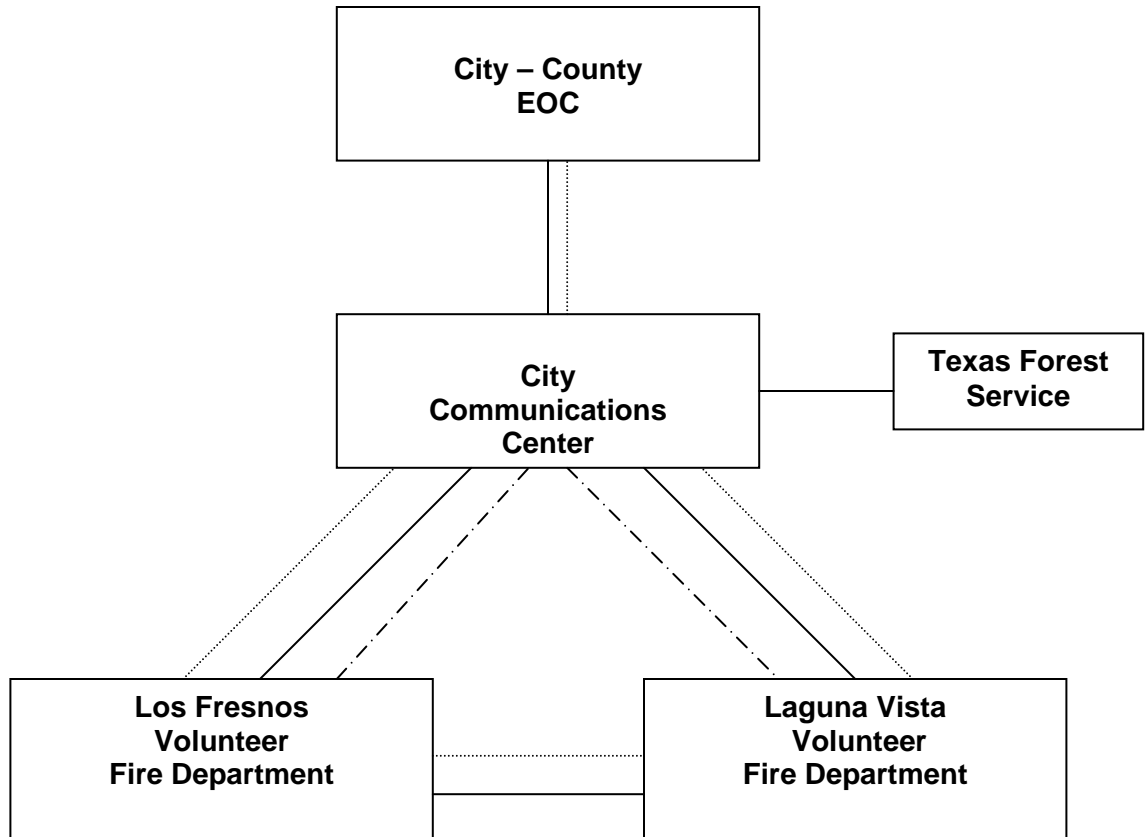 City – County
EOC
City
Communications
Center
Texas Forest
Service
Los Fresnos
Volunteer
Fire Department
Laguna Vista
Volunteer
Fire Department